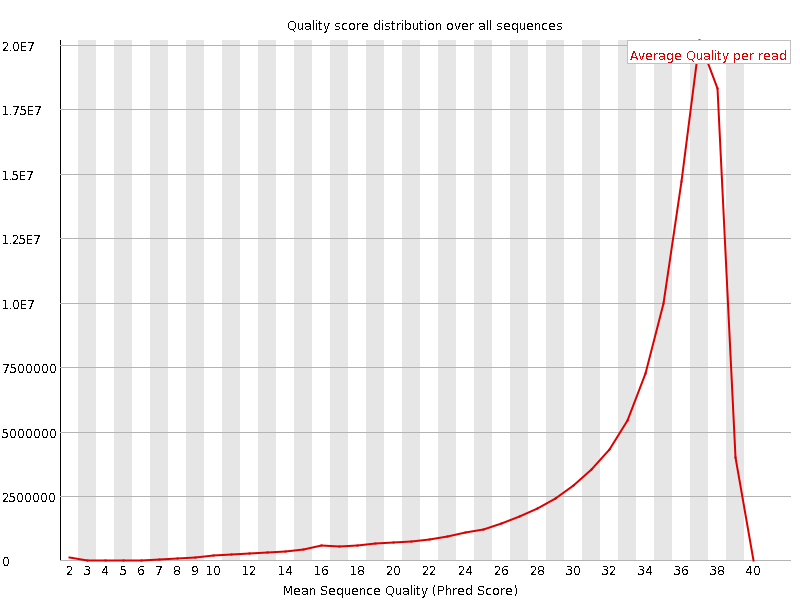 Quality score distribution over all sequences
2.0E7
Average Quality per read
1.75E7
1.5E7
1.25E7
1.0E7
7500000
5000000
2500000
0
2 3 4 5 6 7 8 9 10 12 14 16 18 20 22 24 26 28 30 32 34 36 38 40
Mean Sequence Quality (Phred Score)